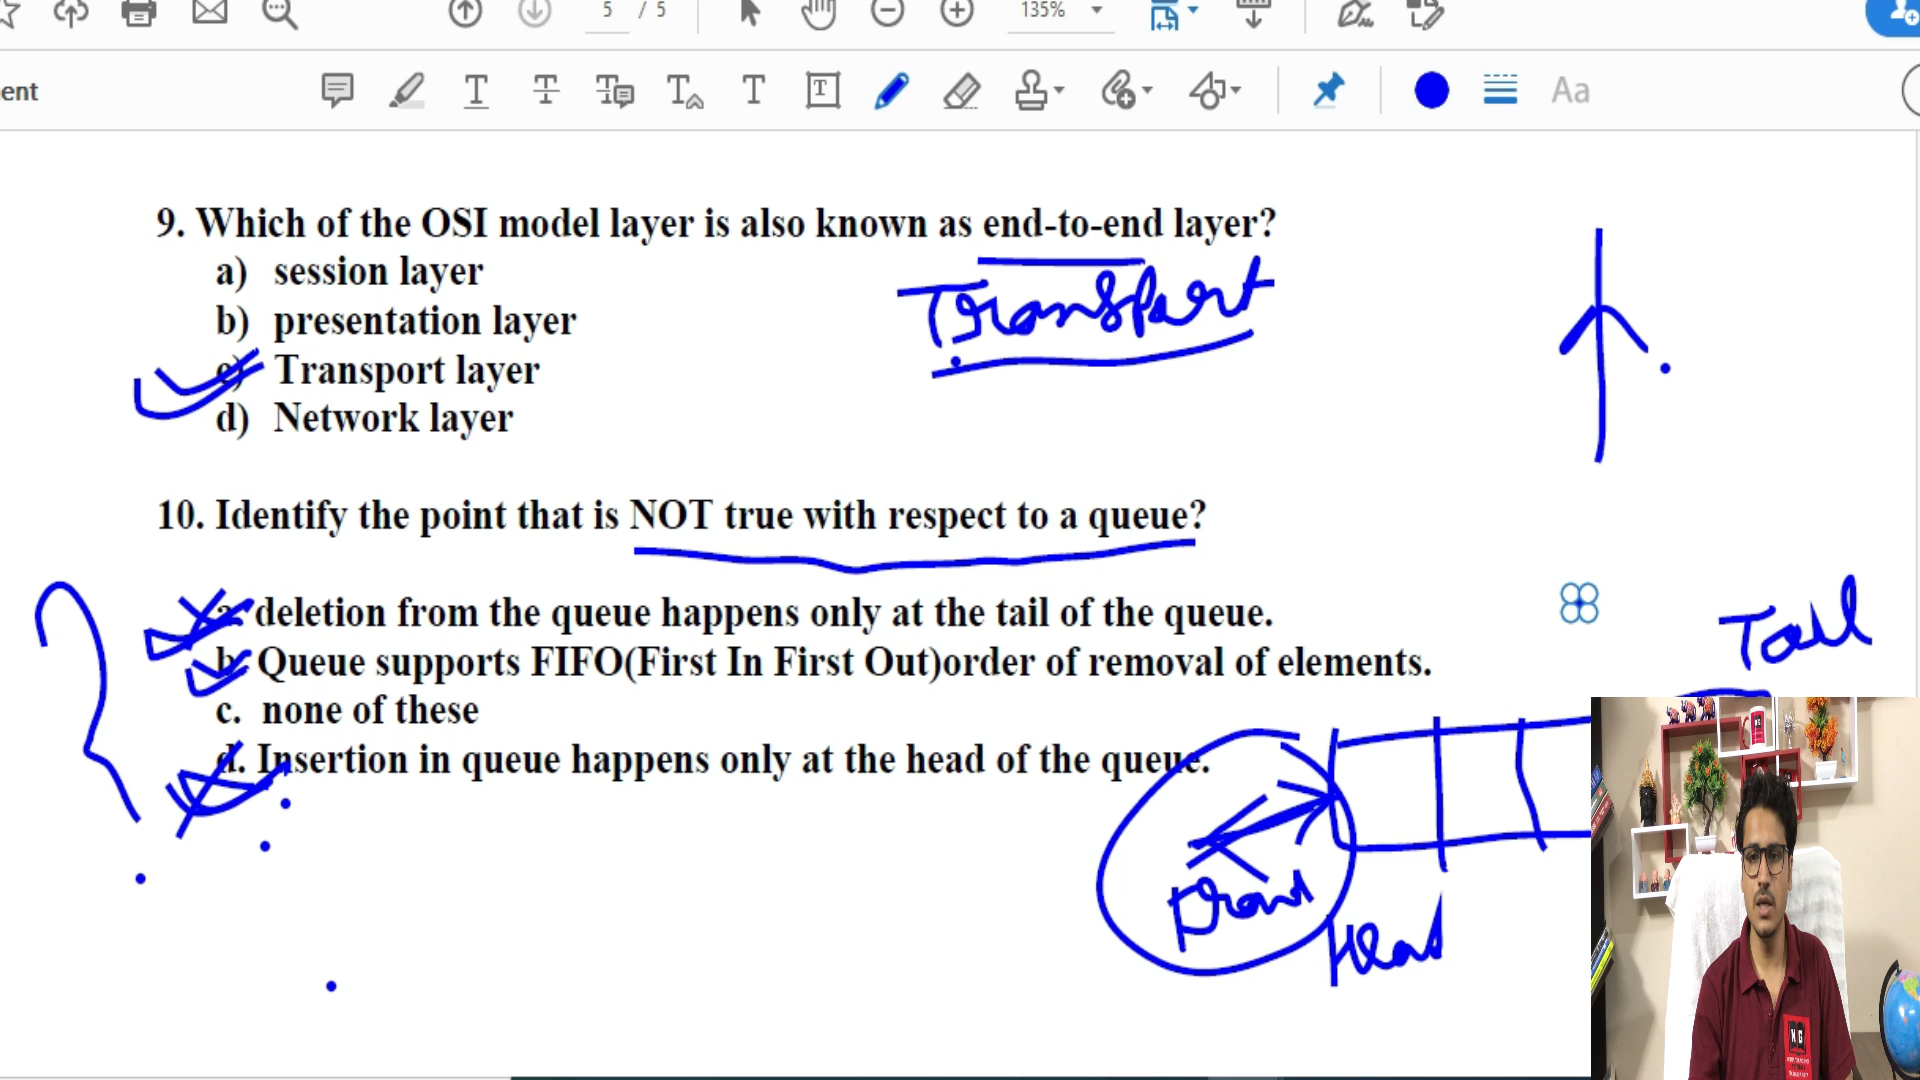 5 / 5
135%
ent
T
T
T
T
T
T
Aa
9. Which of the OSI model layer is also known as end-to-end layer?
a) session layer
Transport
b) presentation layer
c) Transport layer
d) Network layer
10. Identify the point that is NOT true with respect to a queue?
a. deletion from the queue happens only at the tail of the queue.
Tail
b. Queue supports FIFO(First In First Out)order of removal of elements.
c. none of these
d. Insertion in queue happens only at the head of the queue.
Head